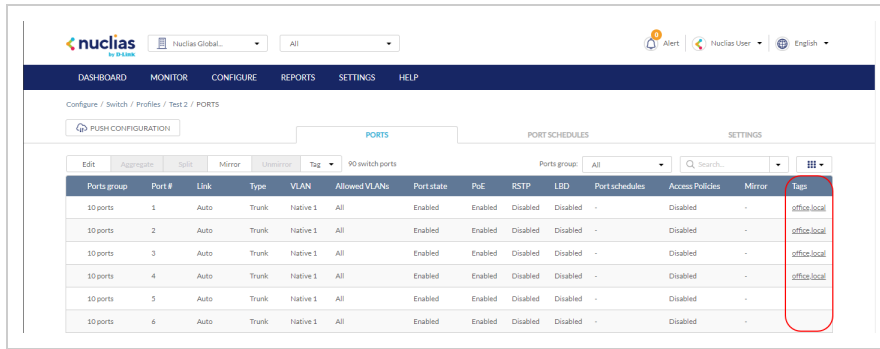 nuclias
by D-Link
Nuclias Global...
All
0
Alert
Nuclias User
English
DASHBOARD MONITOR CONFIGURE REPORTS SETTINGS HELP
Configure / Switch / Profiles / Test 2 / PORTS
PUSH CONFIGURATION
PORTS PORT SCHEDULES SETTINGS
Edit Aggregate Split Mirror Unmirror Tag 90 switch ports Ports group: All Search...
Ports group Port # Link Type VLAN Allowed VLANs Port state PoE RSTP LBD Port schedules Access Policies Mirror Tags
10 ports 1 Auto Trunk Native 1 All Enabled Enabled Disabled Disabled - Disabled - office,local
10 ports 2 Auto Trunk Native 1 All Enabled Enabled Disabled Disabled - Disabled - office,local
10 ports 3 Auto Trunk Native 1 All Enabled Enabled Disabled Disabled - Disabled - office,local
10 ports 4 Auto Trunk Native 1 All Enabled Enabled Disabled Disabled - Disabled - office,local
10 ports 5 Auto Trunk Native 1 All Enabled Enabled Disabled Disabled - Disabled -
10 ports 6 Auto Trunk Native 1 All Enabled Enabled Disabled Disabled - Disabled -